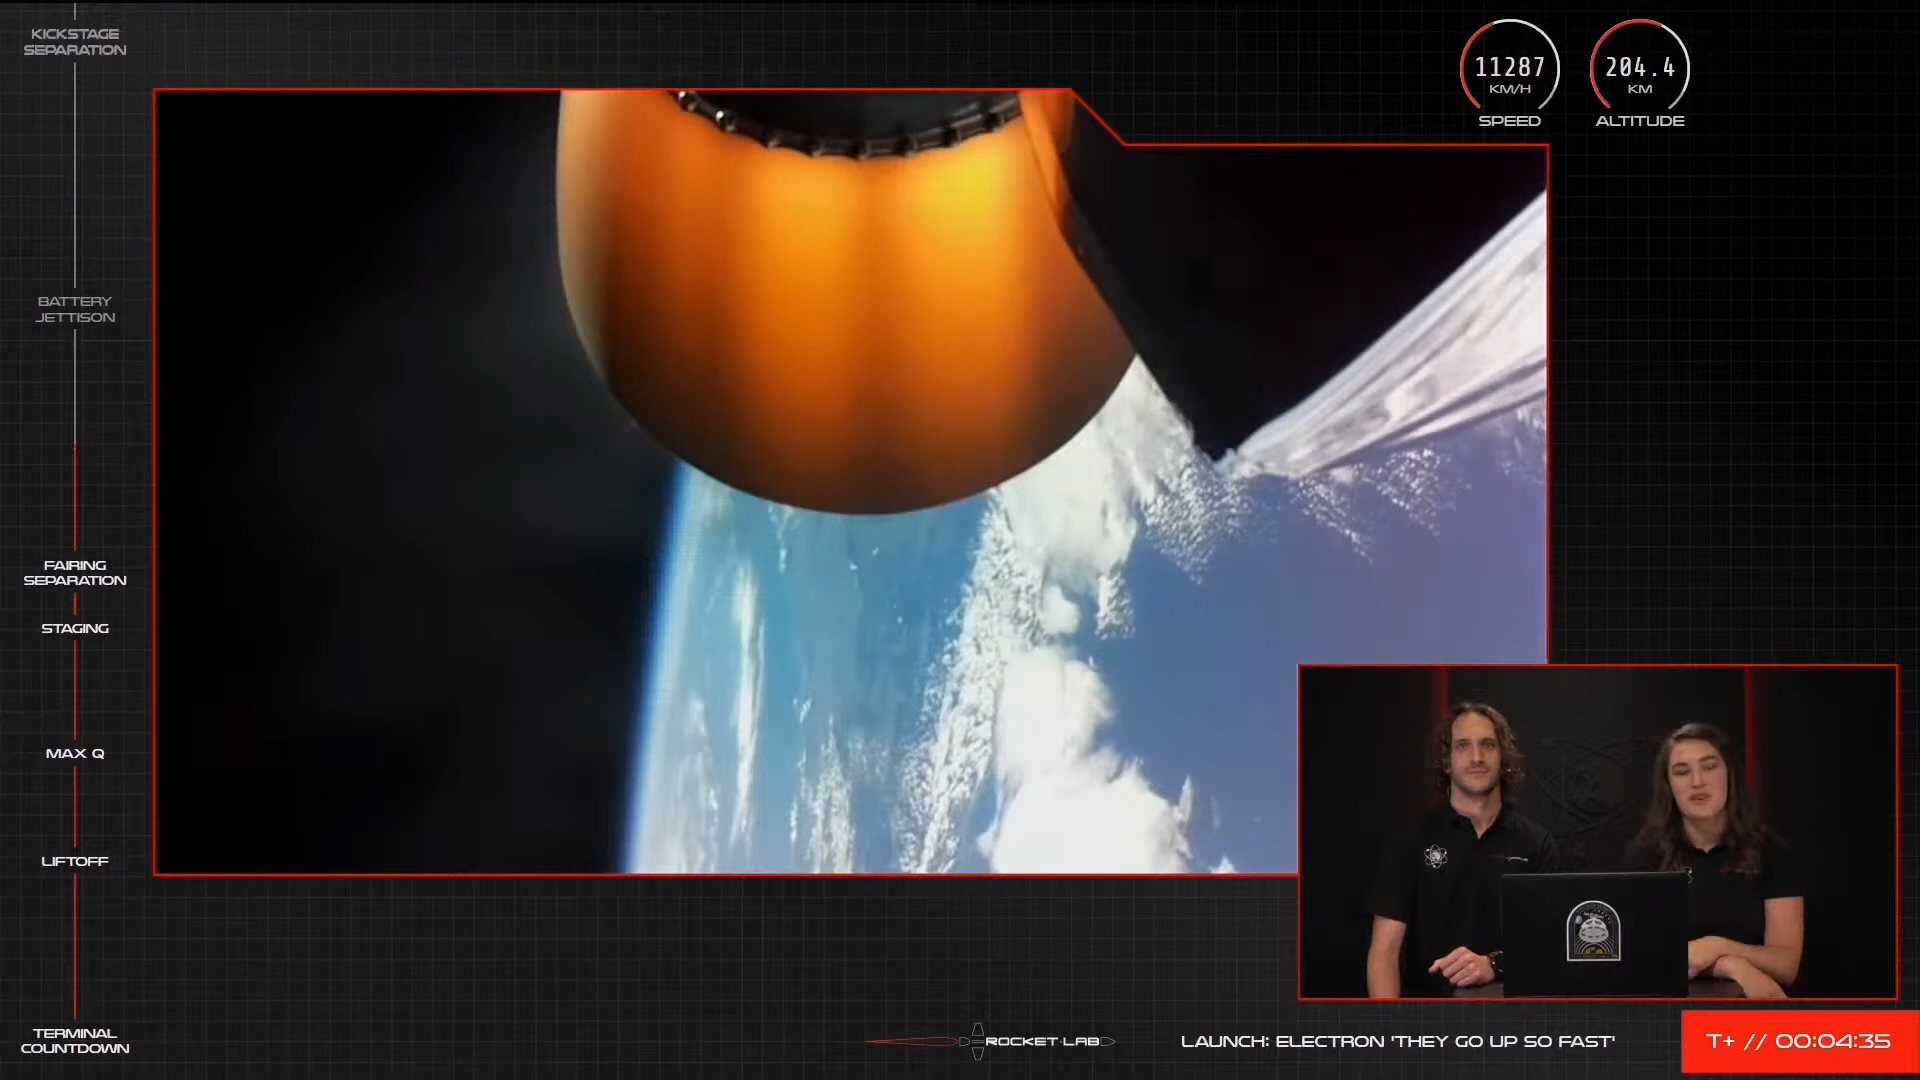 KICKSTAGE
SEPARATION
11287
KM/H
SPEED
204.4
KM
ALTITUDE
BATTERY
JETTISON
FAIRING
SEPARATION
STAGING
MAX Q
LIFTOFF
TERMINAL
COUNTDOWN
ROCKET LAB
LAUNCH: ELECTRON 'THEY GO UP SO FAST'
T+ // 00:04:35